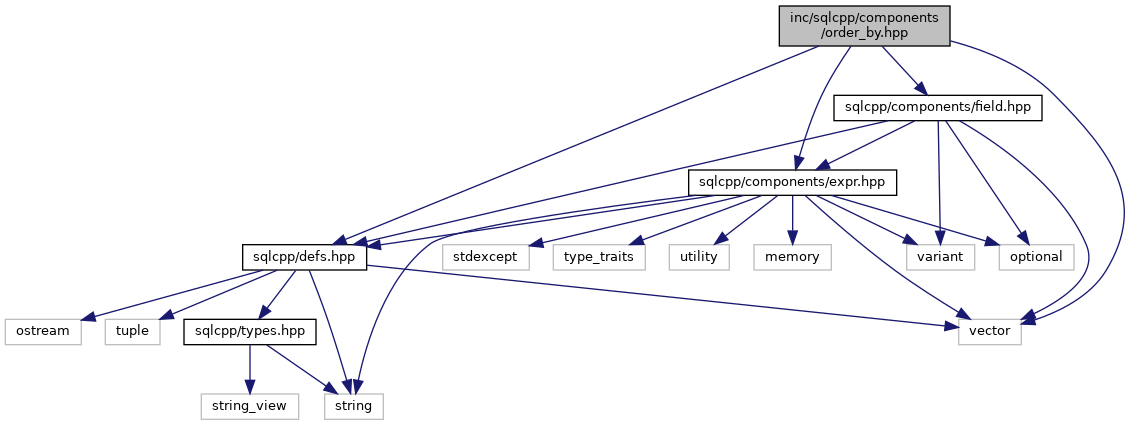 inc/sqlcpp/components
/order_by.hpp
sqlcpp/components/field.hpp
sqlcpp/components/expr.hpp
sqlcpp/defs.hpp
stdexcept
type_traits
utility
memory
variant
optional
ostream
tuple
sqlcpp/types.hpp
vector
string_view
string